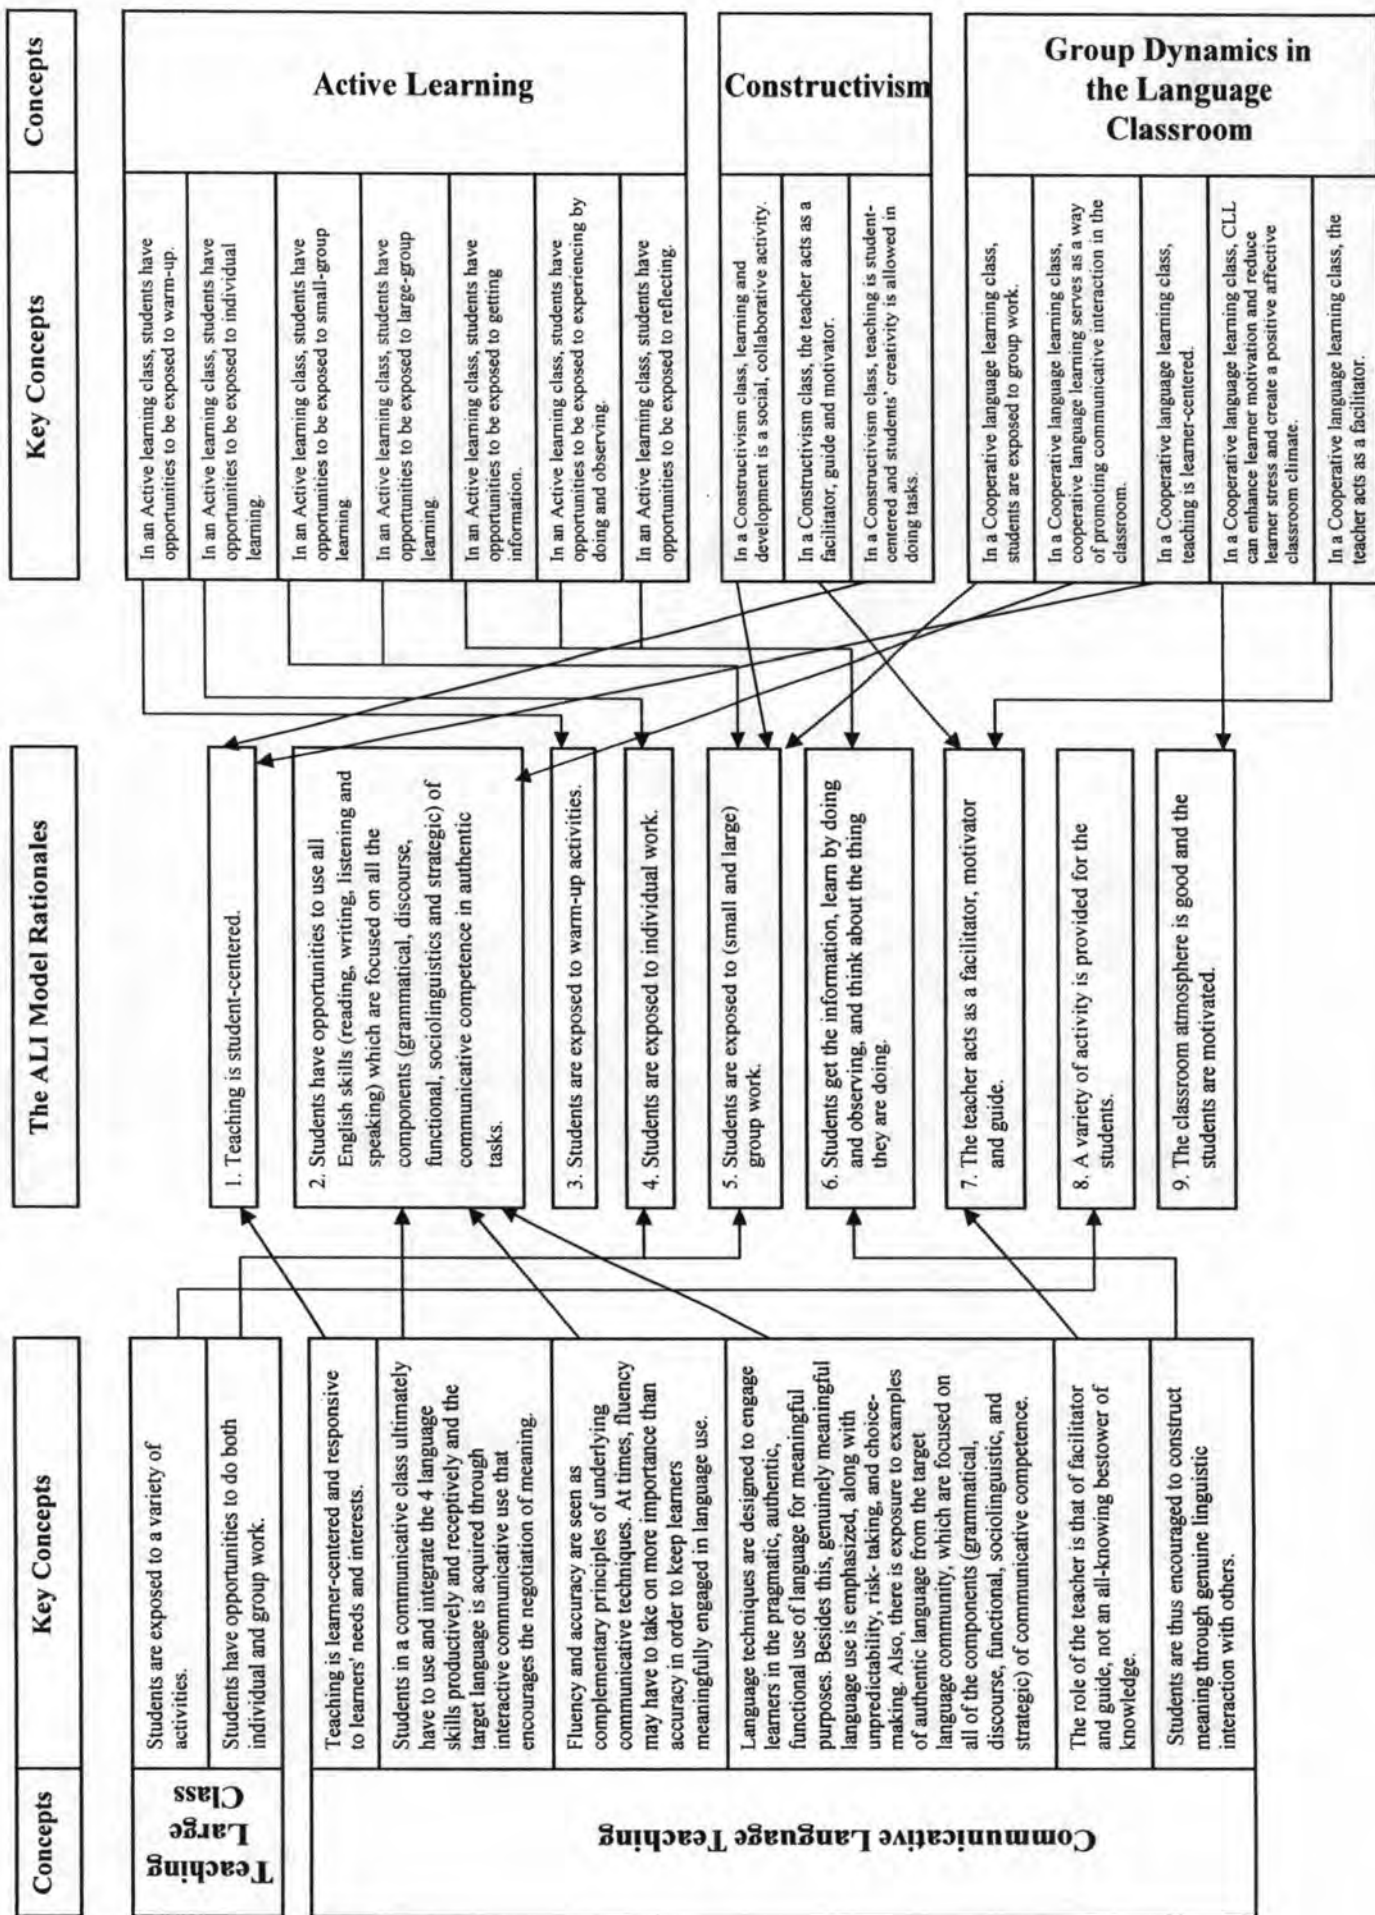 Concepts
Key Concepts
The ALI Model Rationales
Key Concepts
Concepts
Teaching
Large
Class
Students are exposed to a variety of
activities.
Students have opportunities to do both
individual and group work.
Communicative Language Teaching
Teaching is learner-centered and responsive
to learners' needs and interests.
Students in a communicative class ultimately
have to use and integrate the 4 language
skills productively and receptively and the
target language is acquired through
interactive communicative use that
encourages the negotiation of meaning.
Fluency and accuracy are seen as
complementary principles of underlying
communicative techniques. At times, fluency
may have to take on more importance than
accuracy in order to keep learners
meaningfully engaged in language use.
Language techniques are designed to engage
learners in the pragmatic, authentic,
functional use of language for meaningful
purposes. Besides this, genuinely meaningful
language use is emphasized, along with
unpredictability, risk- taking, and choice-
making. Also, there is exposure to examples
of authentic language from the target
language community, which are focused on
all of the components (grammatical,
discourse, functional, sociolinguistic, and
strategic) of communicative competence.
The role of the teacher is that of facilitator
and guide, not an all-knowing bestower of
knowledge.
Students are thus encouraged to construct
meaning through genuine linguistic
interaction with others.
1. Teaching is student-centered.
2. Students have opportunities to use all
English skills (reading, writing, listening and
speaking) which are focused on all the
components (grammatical, discourse,
functional, sociolinguistics and strategic) of
communicative competence in authentic
tasks.
3. Students are exposed to warm-up activities.
4. Students are exposed to individual work.
5. Students are exposed to (small and large)
group work.
6. Students get the information, learn by doing
and observing, and think about the thing
they are doing.
7. The teacher acts as a facilitator, motivator
and guide.
8. A variety of activity is provided for the
students.
9. The classroom atmosphere is good and the
students are motivated.
In an Active learning class, students have
opportunities to be exposed to warm-up.
In an Active learning class, students have
opportunities to be exposed to individual
learning.
In an Active learning class, students have
opportunities to be exposed to small-group
learning
In an Active learning class, students have
opportunities to be exposed to large-group
learning.
In an Active learning class, students have
opportunities to be exposed to getting
information.
In an Active learning class, students have
opportunities to be exposed to experiencing by
doing and observing.
In an Active learning class, students have
opportunities to be exposed to reflecting.
Active Learning
In a Constructivism class, learning and
development is a social, collaborative activity.
In a Constructivism class, the teacher acts as a
facilitator, guide and motivator.
In a Constructivism class, teaching is student-
centered and students' creativity is allowed in
doing tasks.
Constructivism
In a Cooperative language learning class,
students are exposed to group work.
In a Cooperative language learning class,
cooperative language learning serves as a way
of promoting communicative interaction in the
classroom.
In a Cooperative language learning class,
teaching is learner-centered.
In a Cooperative language learning class, CLL
can enhance learner motivation and reduce
learner stress and create a positive affective
classroom climate.
In a Cooperative language learning class, the
teacher acts as a facilitator.
Group Dynamics in
the Language
Classroom